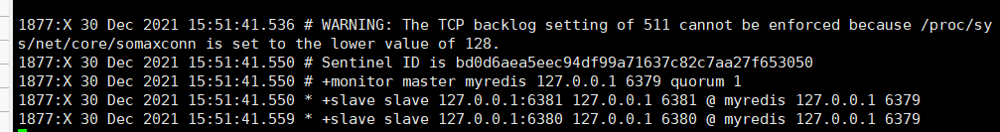 1877:X 30 Dec 2021 15:51:41.536 # WARNING: The TCP backlog setting of 511 cannot be enforced because /proc/sy
s/net/core/somaxconn is set to the lower value of 128.
1877:X 30 Dec 2021 15:51:41.550 # Sentinel ID is bd0d6aea5eec94df99a71637c82c7aa27f653050
1877:X 30 Dec 2021 15:51:41.550 # +monitor master myredis 127.0.0.1 6379 quorum 1
1877:X 30 Dec 2021 15:51:41.550 * +slave slave 127.0.0.1:6381 127.0.0.1 6381 @ myredis 127.0.0.1 6379
1877:X 30 Dec 2021 15:51:41.559 * +slave slave 127.0.0.1:6380 127.0.0.1 6380 @ myredis 127.0.0.1 6379